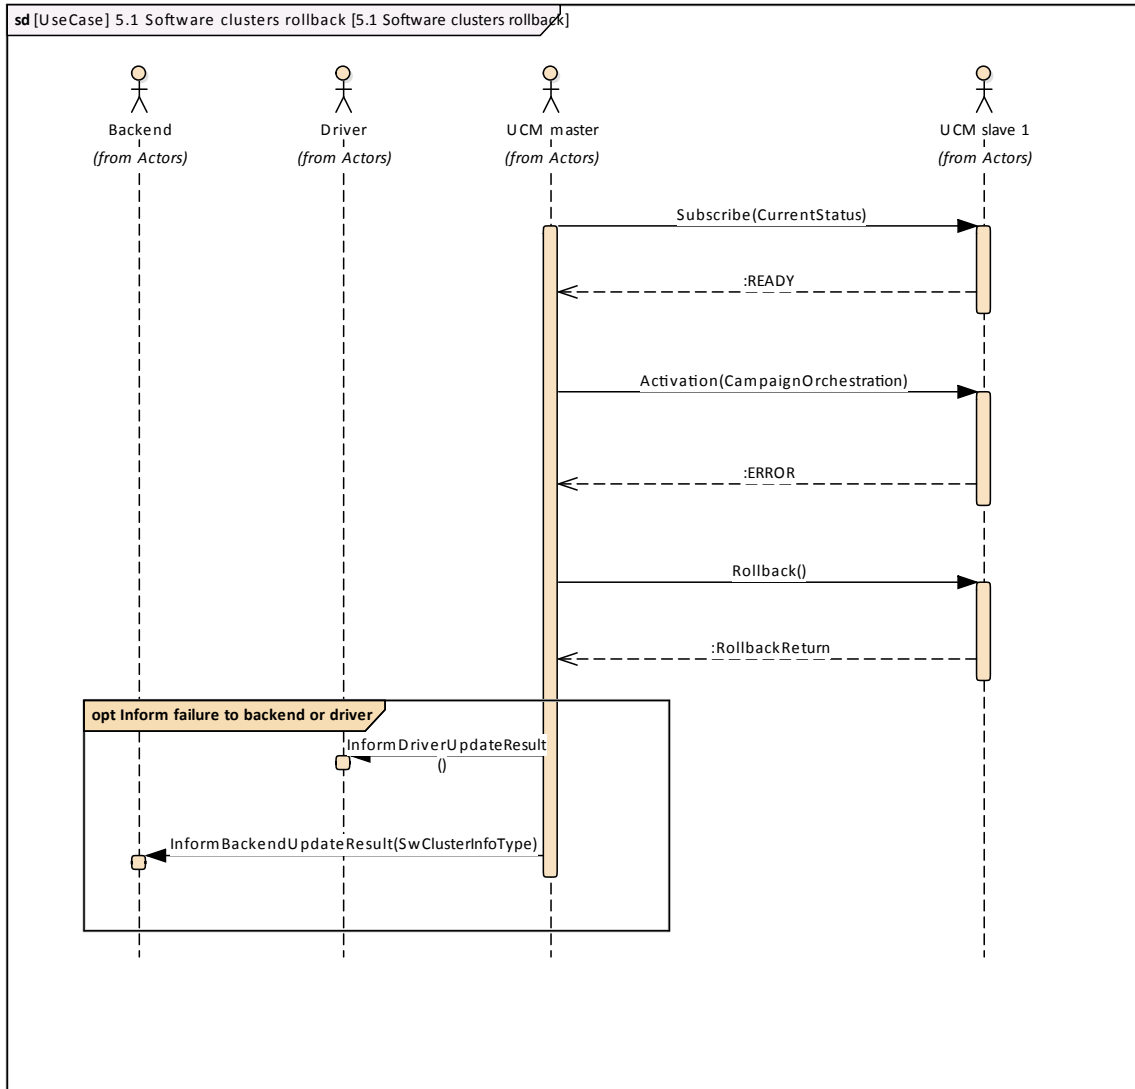 sd [UseCase] 5.1 Software clusters rollback [5.1 Software clusters rollback]
Backend
(from Actors)
Driver
(from Actors)
UCM master
(from Actors)
UCM slave 1
(from Actors)
Subscribe(CurrentStatus)
:READY
Activation(CampaignOrchestration)
:ERROR
Rollback()
:RollbackReturn
opt Inform failure to backend or driver
InformDriverUpdateResult
()
InformBackendUpdateResult(SwClusterInfoType)